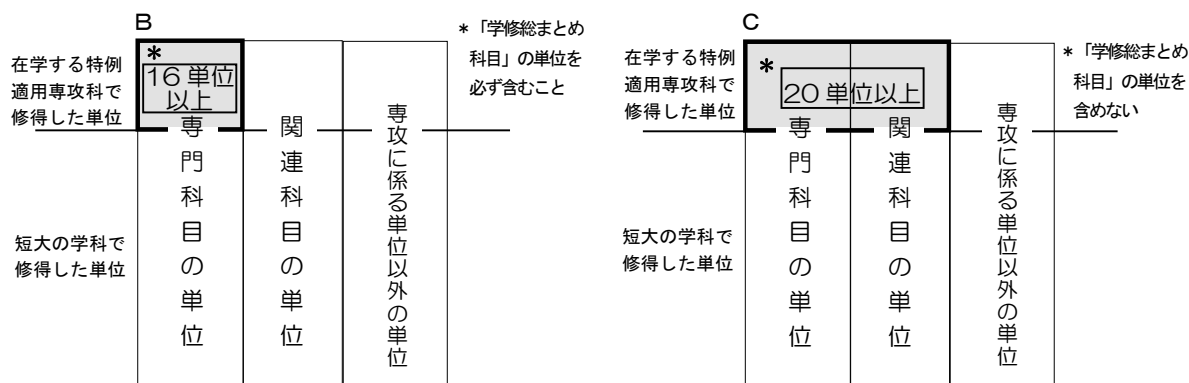 B
*
16 単位
以上
在学する特例
適用専攻科で
修得した単位
短大の学科で
修得した単位
専門科目の単位
関連科目の単位
専攻に係る単位以外の単位
*「学修総まとめ
科目」の単位を
必ず含むこと
C
*
20 単位以上
在学する特例
適用専攻科で
修得した単位
短大の学科で
修得した単位
専門科目の単位
関連科目の単位
専攻に係る単位以外の単位
*「学修総まとめ
科目」の単位を
含めない